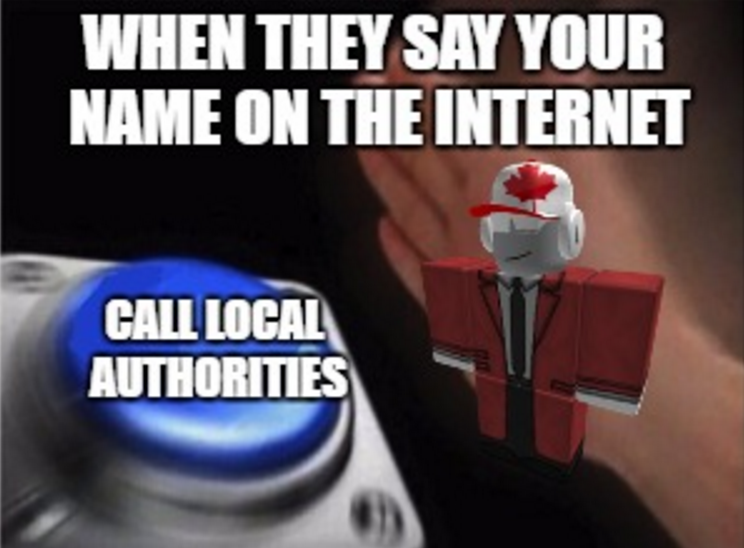 WHEN THEY SAY YOUR
NAME ON THE INTERNET
CALL LOCAL
AUTHORITIES